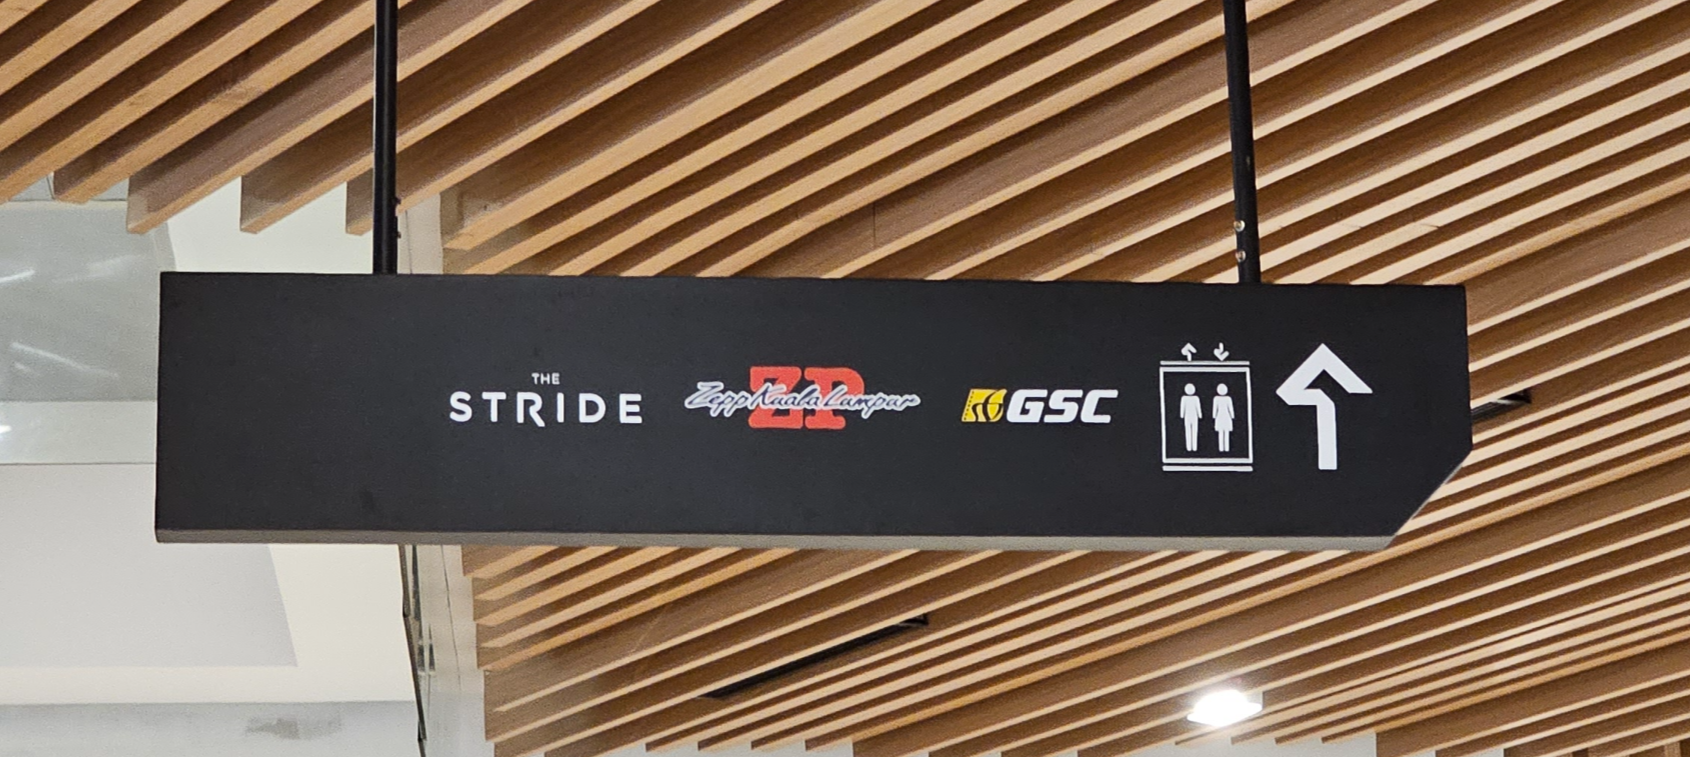 THE
STRIDE
ZP
Zepp Kuala Lumpur
GSC